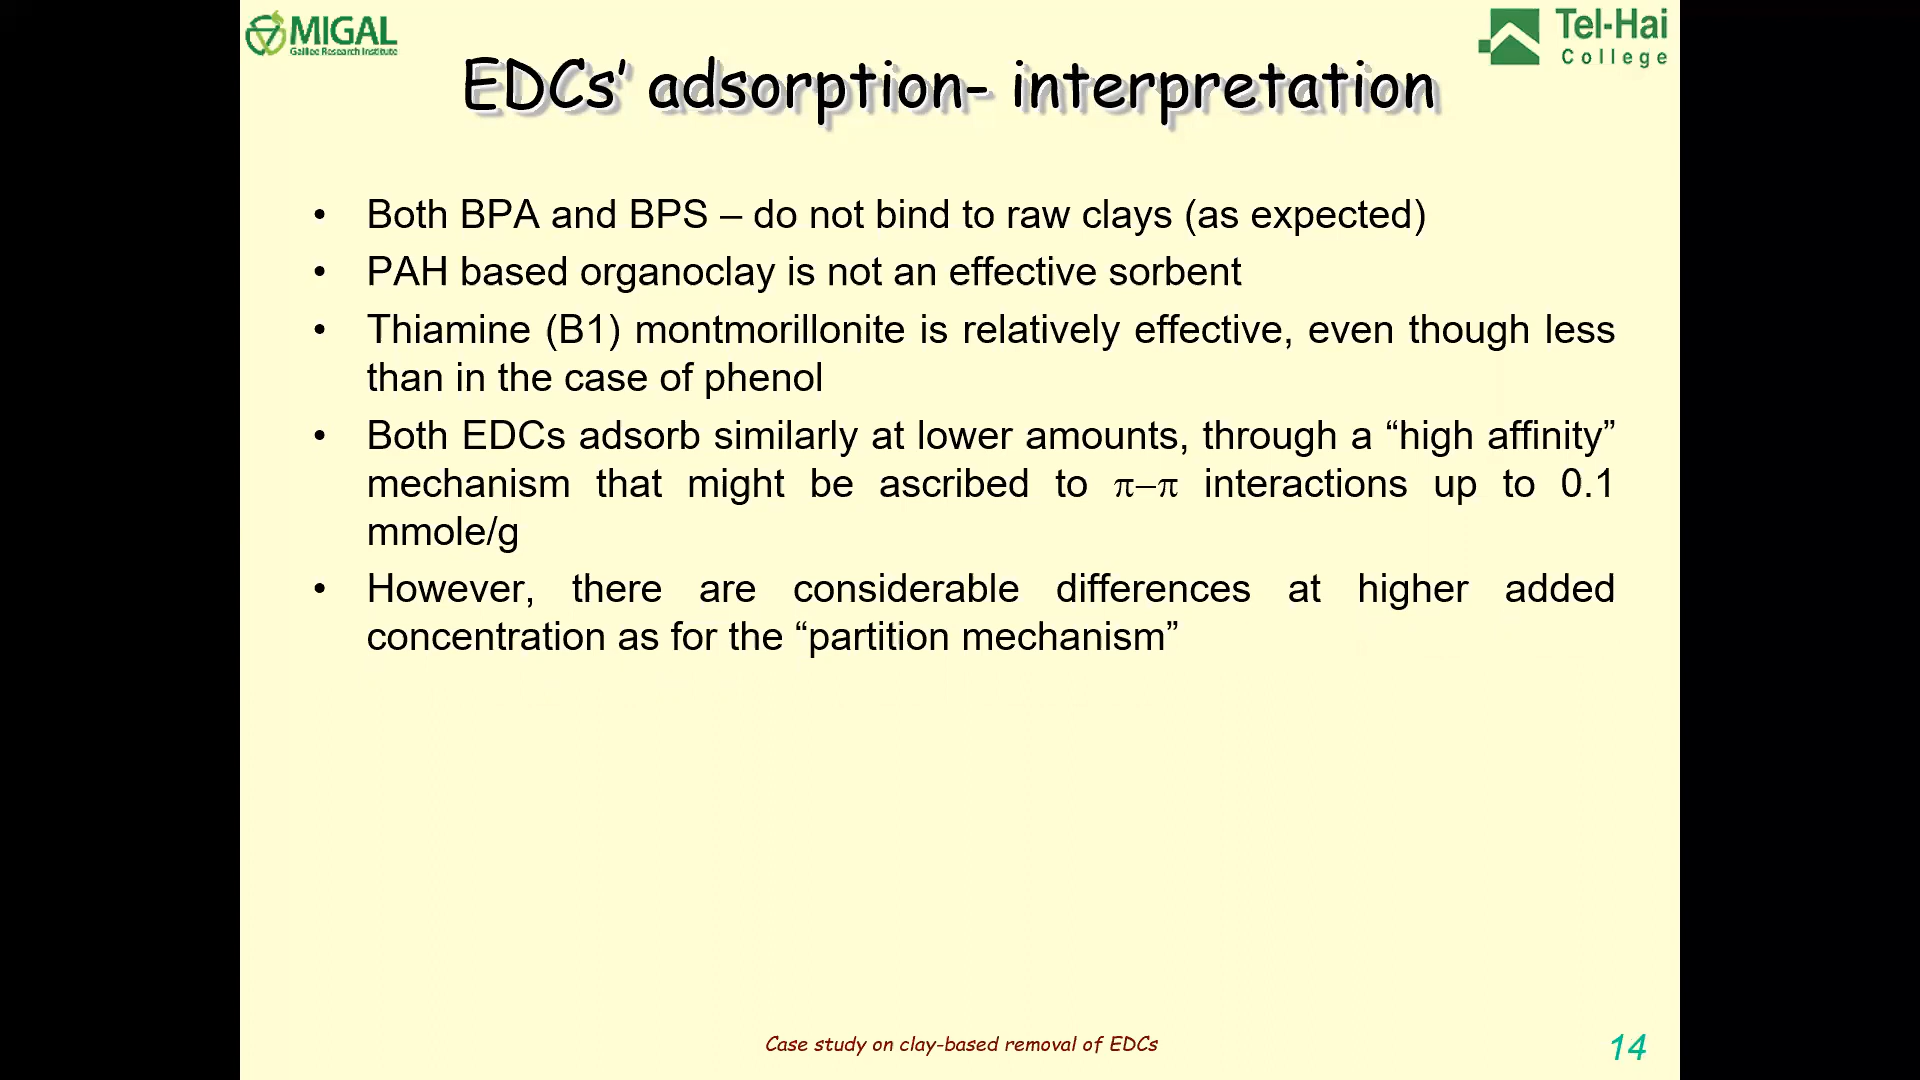 MIGAL
Galilee Research Institute
Tel-Hai
College
EDCs’ adsorption- interpretation
• Both BPA and BPS – do not bind to raw clays (as expected)
• PAH based organoclay is not an effective sorbent
• Thiamine (B1) montmorillonite is relatively effective, even though less
than in the case of phenol
• Both EDCs adsorb similarly at lower amounts, through a “high affinity”
mechanism that might be ascribed to π–π interactions up to 0.1
mmole/g
• However, there are considerable differences at higher added
concentration as for the “partition mechanism”
Case study on clay-based removal of EDCs
14